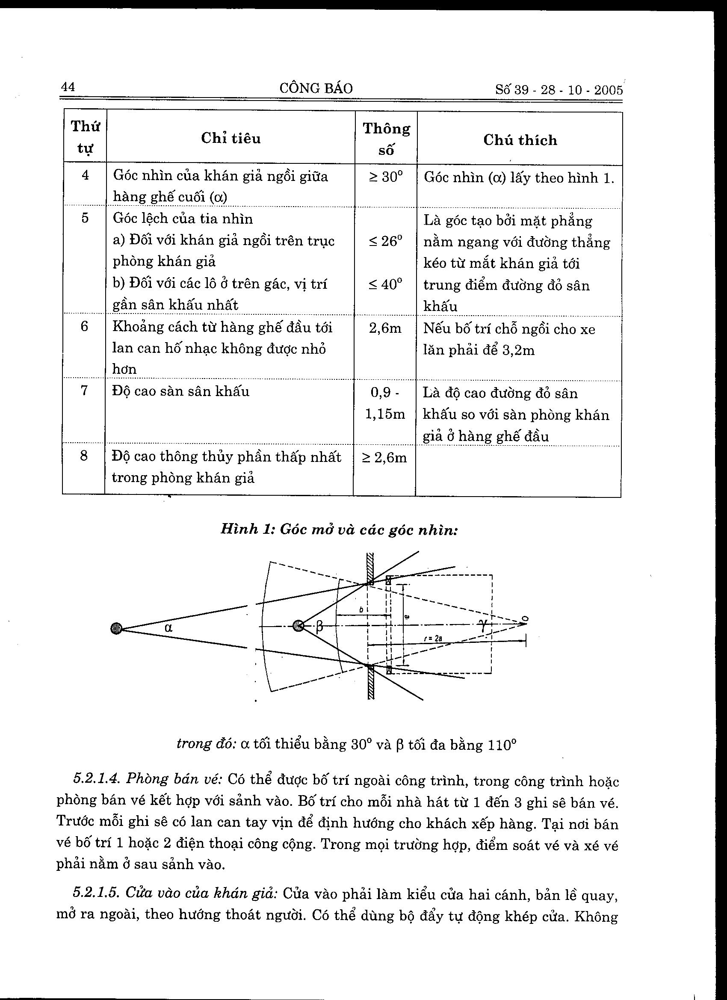 44 CÔNG BÁO Số 39 - 28 - 10 - 2005
Thứ tự Chỉ tiêu Thông số Chú thích
4 Góc nhìn của khán giả ngồi giữa ≥ 30° Góc nhìn (α) lấy theo hình 1.
hàng ghế cuối (α)
5 Góc lệch của tia nhìn Là góc tạo bởi mặt phẳng
a) Đối với khán giả ngồi trên trục ≤ 26° nằm ngang với đường thẳng
phòng khán giả kéo từ mắt khán giả tới
b) Đối với các lô ở trên gác, vị trí ≤ 40° trung điểm đường đỏ sân
gần sân khấu nhất khấu
6 Khoảng cách từ hàng ghế đầu tới 2,6m Nếu bố trí chỗ ngồi cho xe
lan can hố nhạc không được nhỏ lăn phải để 3,2m
hơn
7 Độ cao sàn sân khấu 0,9 - Là độ cao đường đỏ sân
1,15m khấu so với sàn phòng khán
giả ở hàng ghế đầu
8 Độ cao thông thủy phần thấp nhất ≥ 2,6m
trong phòng khán giả
Hình 1: Góc mở và các góc nhìn:
b
a
α
β
γ
O
r = 2a
trong đó: α tối thiểu bằng 30° và β tối đa bằng 110°
5.2.1.4. Phòng bán vé: Có thể được bố trí ngoài công trình, trong công trình hoặc
phòng bán vé kết hợp với sảnh vào. Bố trí cho mỗi nhà hát từ 1 đến 3 ghi sê bán vé.
Trước mỗi ghi sê có lan can tay vịn để định hướng cho khách xếp hàng. Tại nơi bán
vé bố trí 1 hoặc 2 điện thoại công cộng. Trong mọi trường hợp, điểm soát vé và xé vé
phải nằm ở sau sảnh vào.
5.2.1.5. Cửa vào của khán giả: Cửa vào phải làm kiểu cửa hai cánh, bản lề quay,
mở ra ngoài, theo hướng thoát người. Có thể dùng bộ đẩy tự động khép cửa. Không